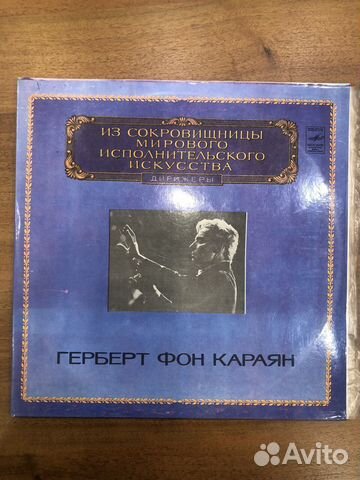 ИЗ СОКРОВИЩНИЦЫ
МИРОВОГО
ИСПОЛНИТЕЛЬСКОГО
ИСКУССТВА
ДИРИЖЕРЫ
ГЕРБЕРТ ФОН КАРАЯН
Avito